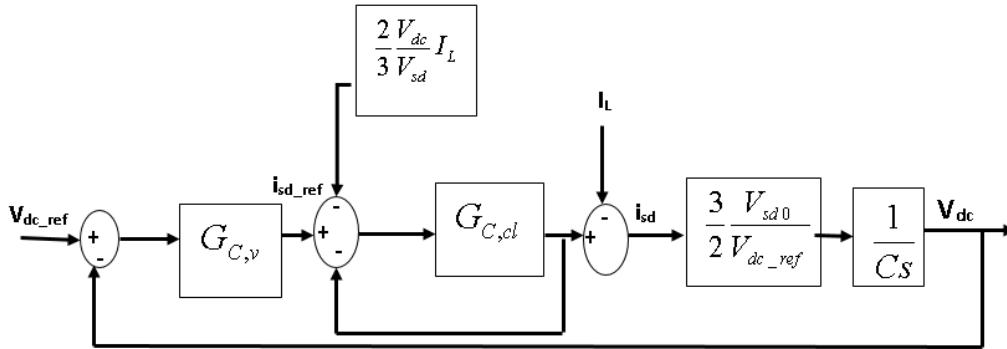 2/3 V_dc/V_sd I_L
I_L
V_dc_ref
+
-
G_C,v
i_sd_ref
-
+
-
G_C,cl
-
+
i_sd
3/2 V_sd0/V_dc_ref
1/Cs
V_dc